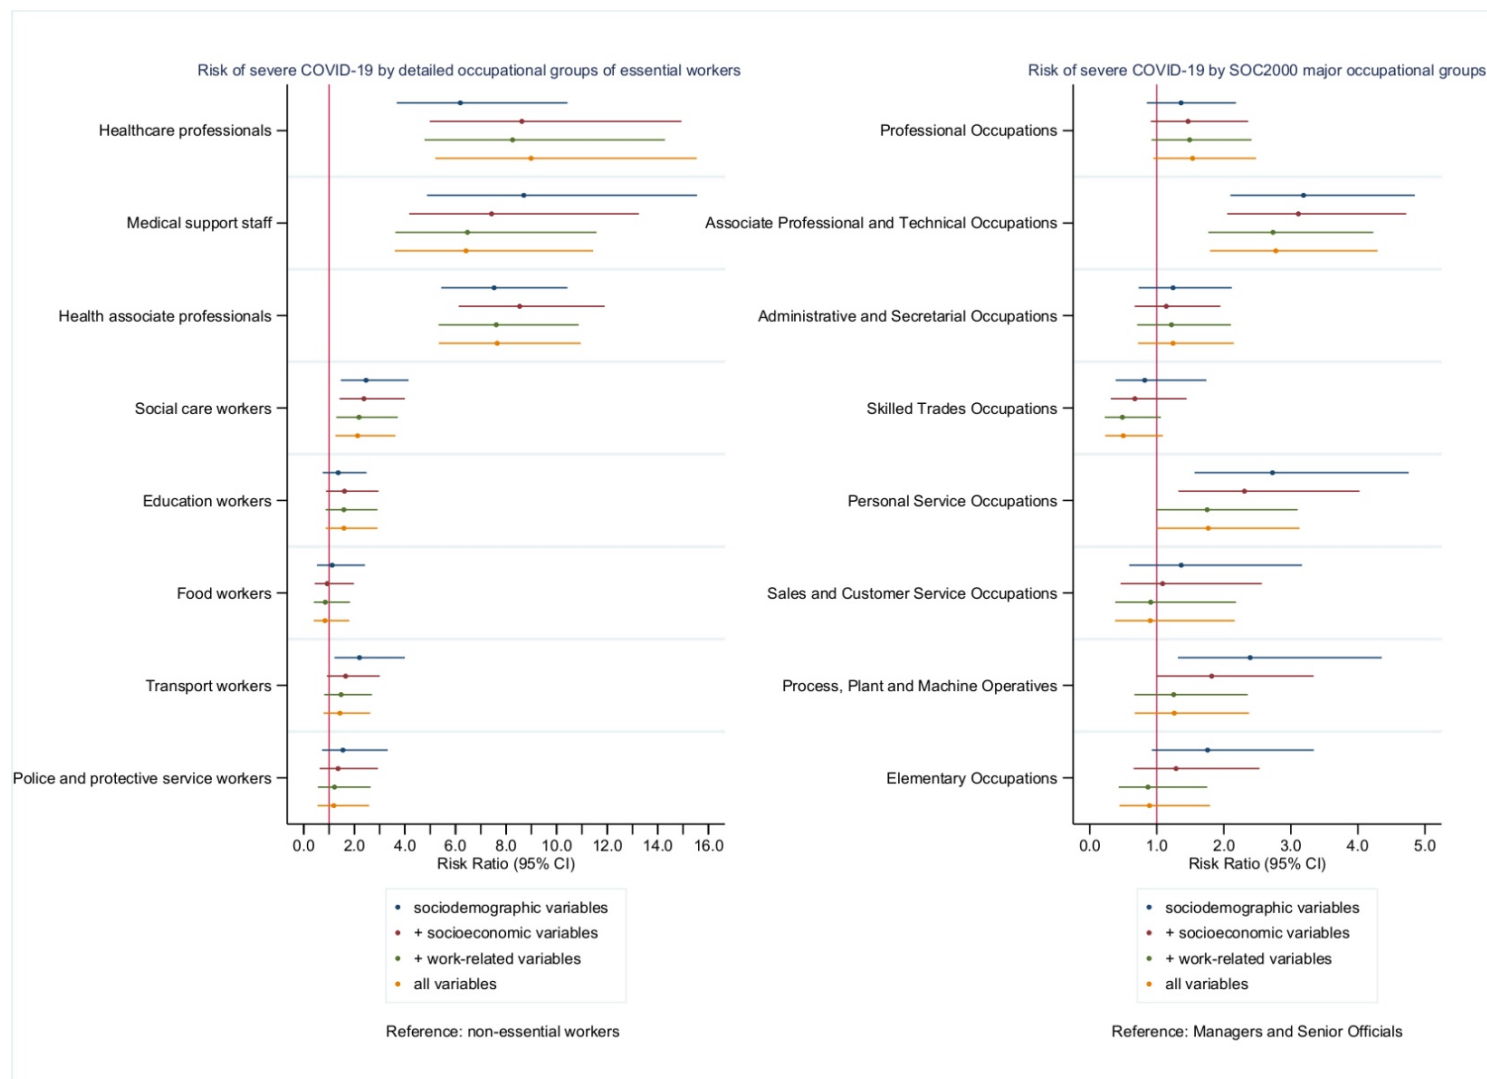 Risk of severe COVID-19 by detailed occupational groups of essential workers
Healthcare professionals
Medical support staff
Health associate professionals
Social care workers
Education workers
Food workers
Transport workers
Police and protective service workers
0.0 2.0 4.0 6.0 8.0 10.0 12.0 14.0 16.0
Risk Ratio (95% CI)
sociodemographic variables
+ socioeconomic variables
+ work-related variables
all variables
Reference: non-essential workers
Risk of severe COVID-19 by SOC2000 major occupational groups
Professional Occupations
Associate Professional and Technical Occupations
Administrative and Secretarial Occupations
Skilled Trades Occupations
Personal Service Occupations
Sales and Customer Service Occupations
Process, Plant and Machine Operatives
Elementary Occupations
0.0 1.0 2.0 3.0 4.0 5.0
Risk Ratio (95% CI)
sociodemographic variables
+ socioeconomic variables
+ work-related variables
all variables
Reference: Managers and Senior Officials